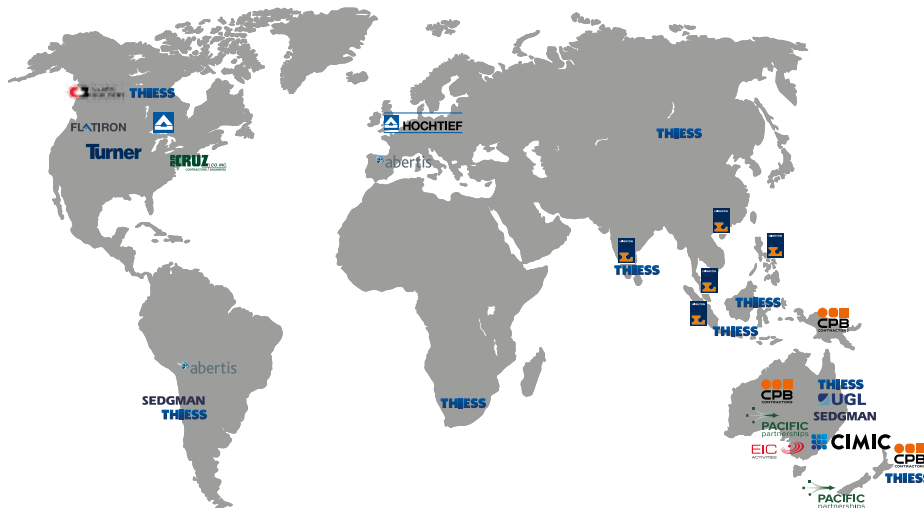 THIESS
FLATIRON
Turner
CRUZ
HOCHTIEF
abertis
THIESS
THIESS
THIESS
THIESS
CPB
CONTRACTORS
abertis
SEDGMAN
THIESS
THIESS
CPB
CONTRACTORS
THIESS
UGL
SEDGMAN
PACIFIC
partnerships
EIC
ACTIVITIES
CIMIC
CPB
CONTRACTORS
THIESS
PACIFIC
partnerships